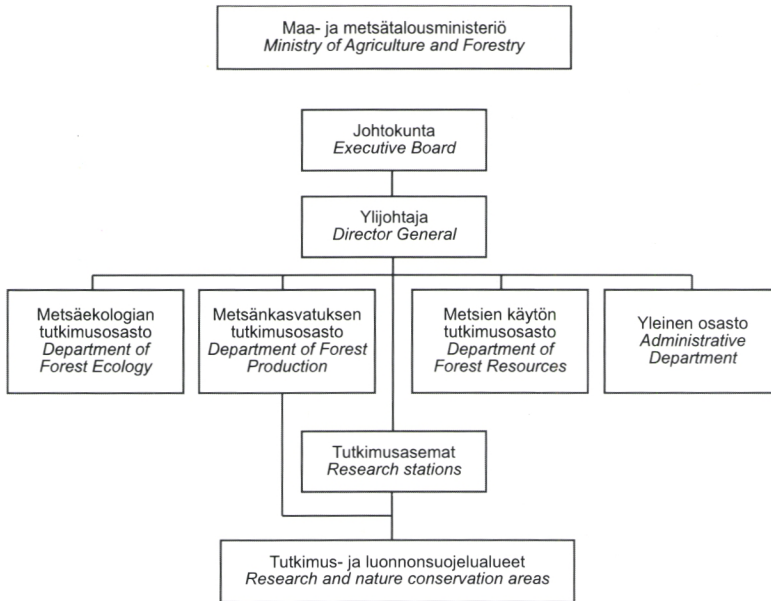 Maa- ja metsätalousministeriö
Ministry of Agriculture and Forestry
Johtokunta
Executive Board
Ylijohtaja
Director General
Metsäekologian
tutkimusosasto
Department of
Forest Ecology
Metsänkasvatuksen
tutkimusosasto
Department of Forest
Production
Metsien käytön
tutkimusosasto
Department of
Forest Resources
Yleinen osasto
Administrative
Department
Tutkimusasemat
Research stations
Tutkimus- ja luonnonsuojelualueet
Research and nature conservation areas